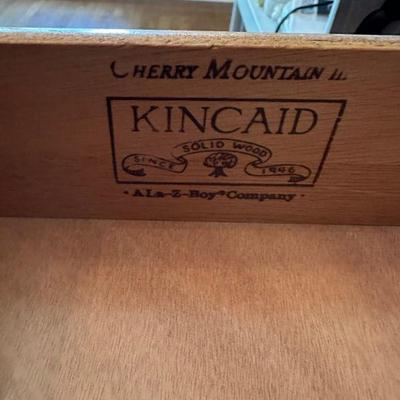 CHERRY MOUNTAIN II
KINCAID
SOLID WOOD
SINCE 1946
· A LA-Z-BOY® COMPANY ·